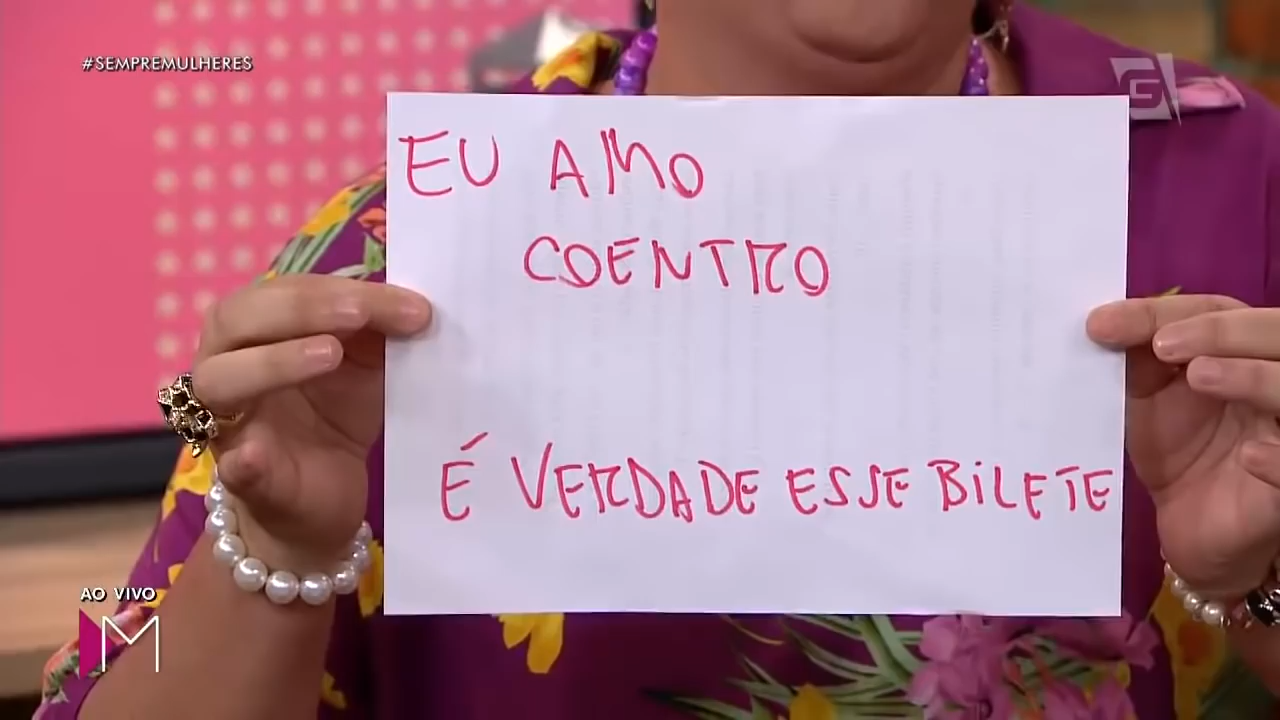 #SEMPREMULHERES
G!
EU AMO
COENTRO
É VERDADE ESSE BILETE
AO VIVO
M